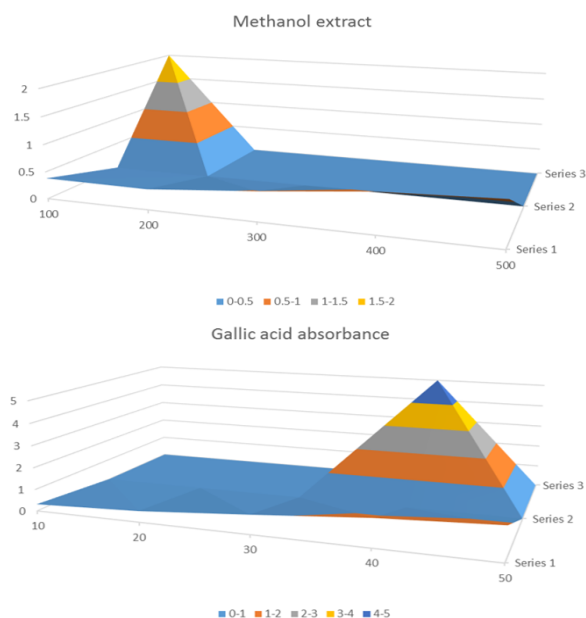 Methanol extract
2
1.5
1
0.5
0
100
200
300
400
500
Series 1
Series 2
Series 3
0-0.5 0.5-1 1-1.5 1.5-2
Gallic acid absorbance
5
4
3
2
1
0
10
20
30
40
50
Series 1
Series 2
Series 3
0-1 1-2 2-3 3-4 4-5